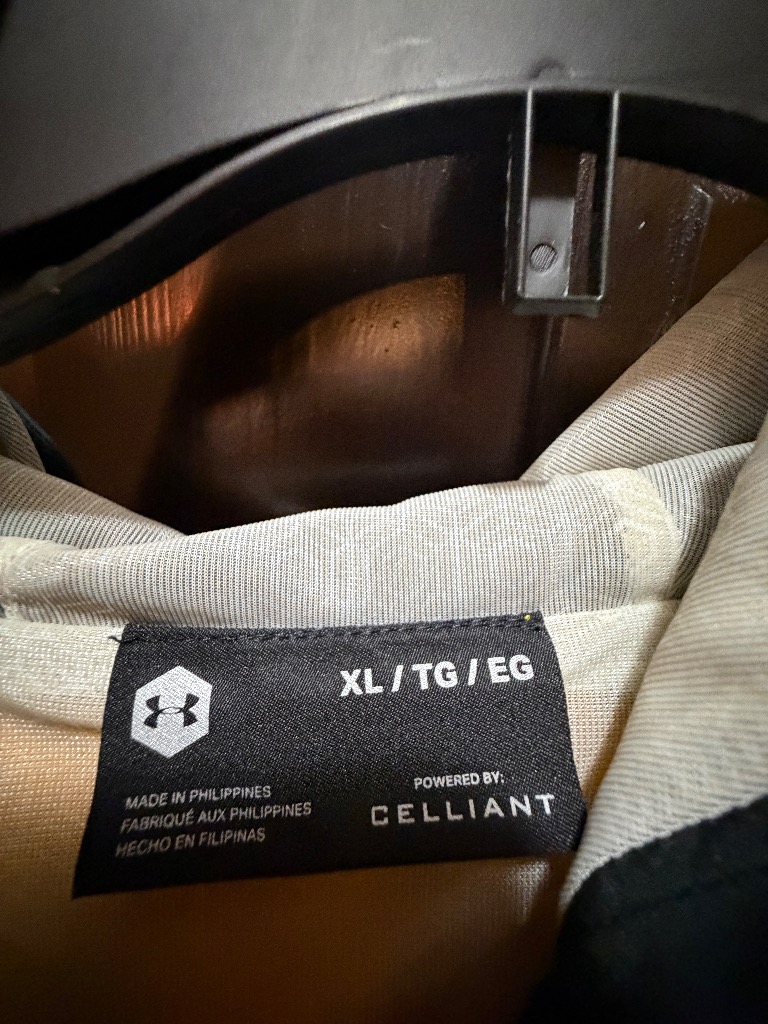 XL / TG / EG
MADE IN PHILIPPINES
FABRIQUÉ AUX PHILIPPINES
HECHO EN FILIPINAS
POWERED BY:
CELLIANT